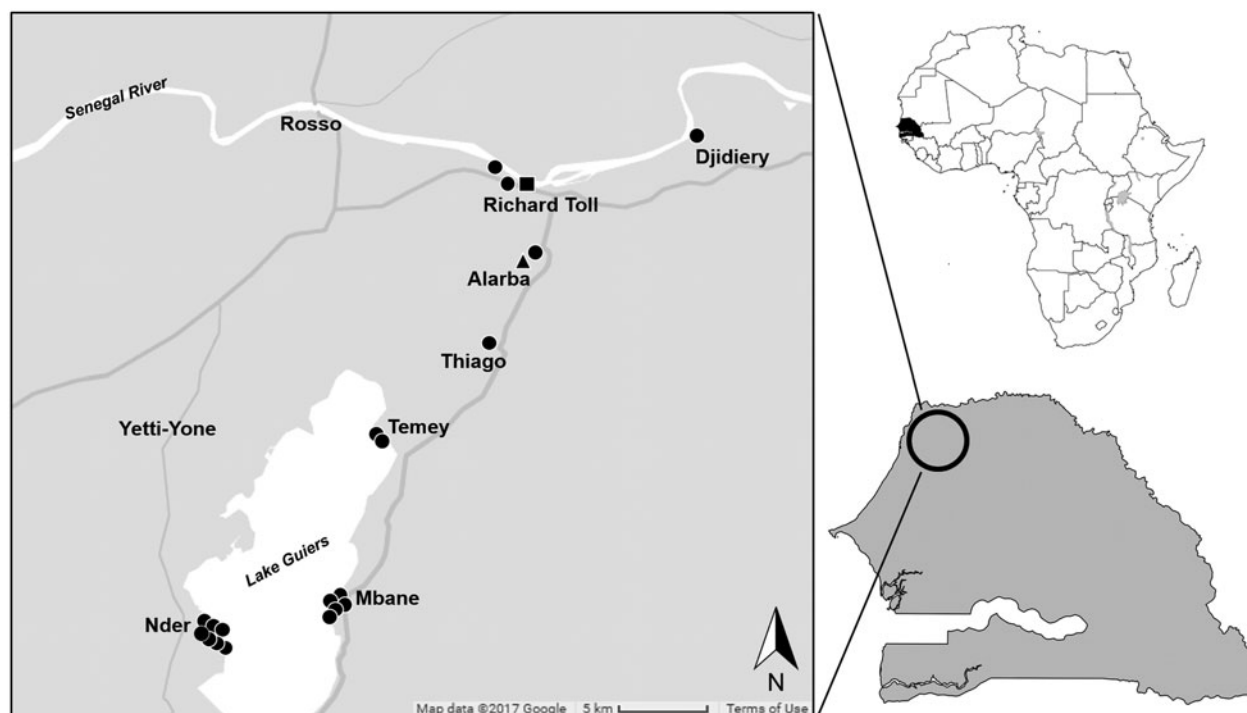 Senegal River
Rosso
Djidiery
Richard Toll
Alarba
Thiago
Yetti-Yone
Temey
Lake Guiers
Mbane
Nder
N
Map data ©2017 Google
5 km
Terms of Use